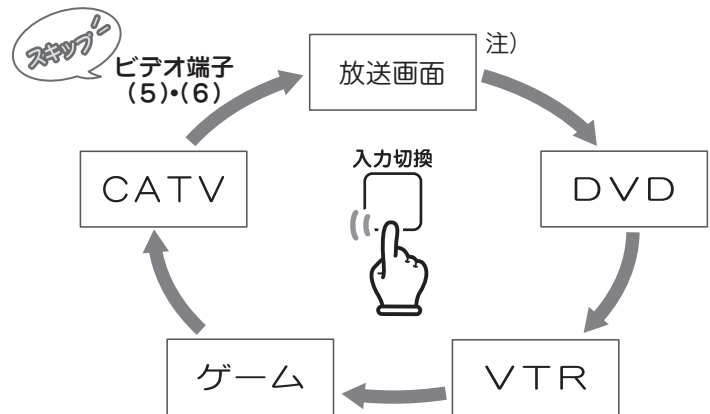 スキップ
ビデオ端子
(5)•(6)
放送画面
注)
入力切換
CATV
DVD
ゲーム
VTR